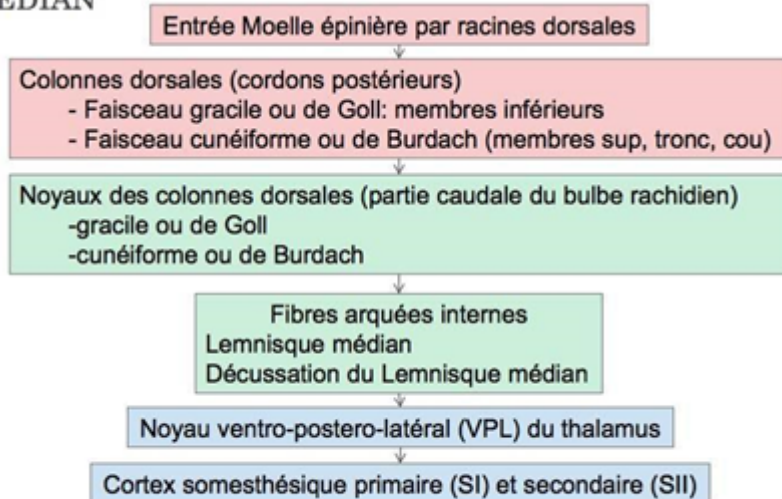 EDIAN
Entrée Moelle épinière par racines dorsales
Colonnes dorsales (cordons postérieurs)
- Faisceau gracile ou de Goll: membres inférieurs
- Faisceau cunéiforme ou de Burdach (membres sup, tronc, cou)
Noyaux des colonnes dorsales (partie caudale du bulbe rachidien)
-gracile ou de Goll
-cunéiforme ou de Burdach
Fibres arquées internes
Lemnisque médian
Décussation du Lemnisque médian
Noyau ventro-postero-latéral (VPL) du thalamus
Cortex somesthésique primaire (SI) et secondaire (SII)